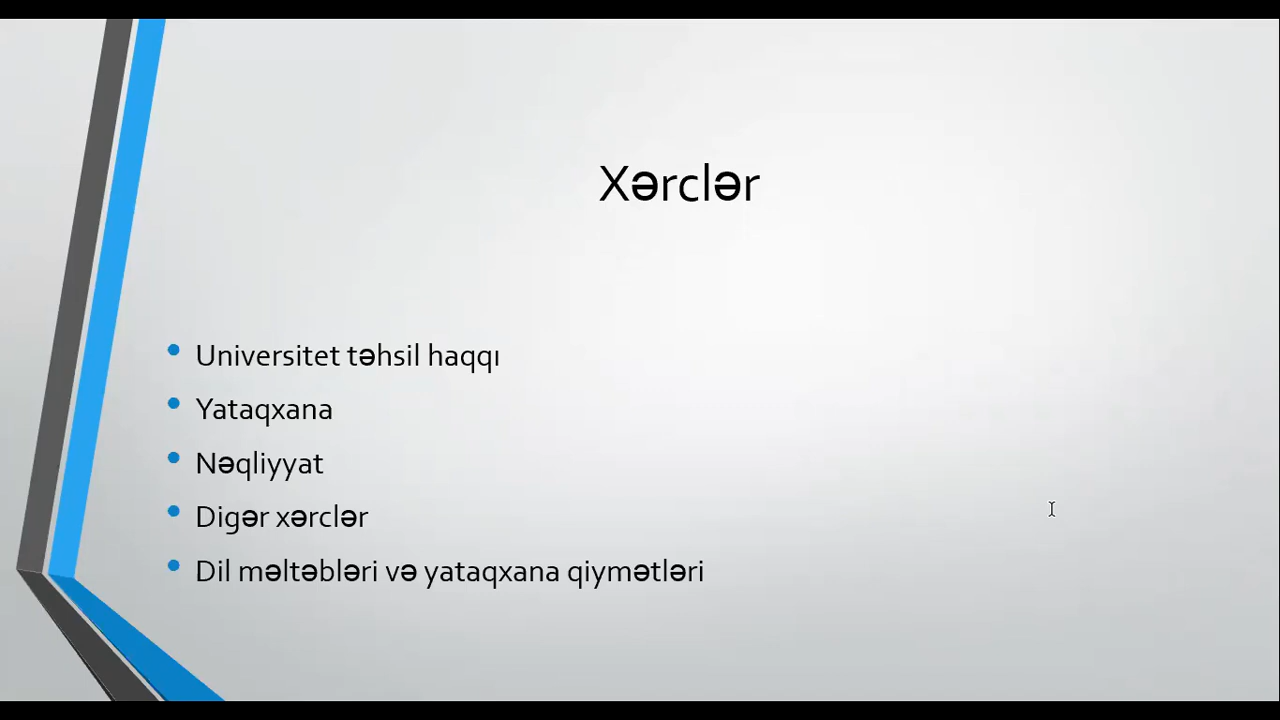 Xərclər
Universitet təhsil haqqı
Yataqxana
Nəqliyyat
Digər xərclər
Dil məltəbləri və yataqxana qiymətləri